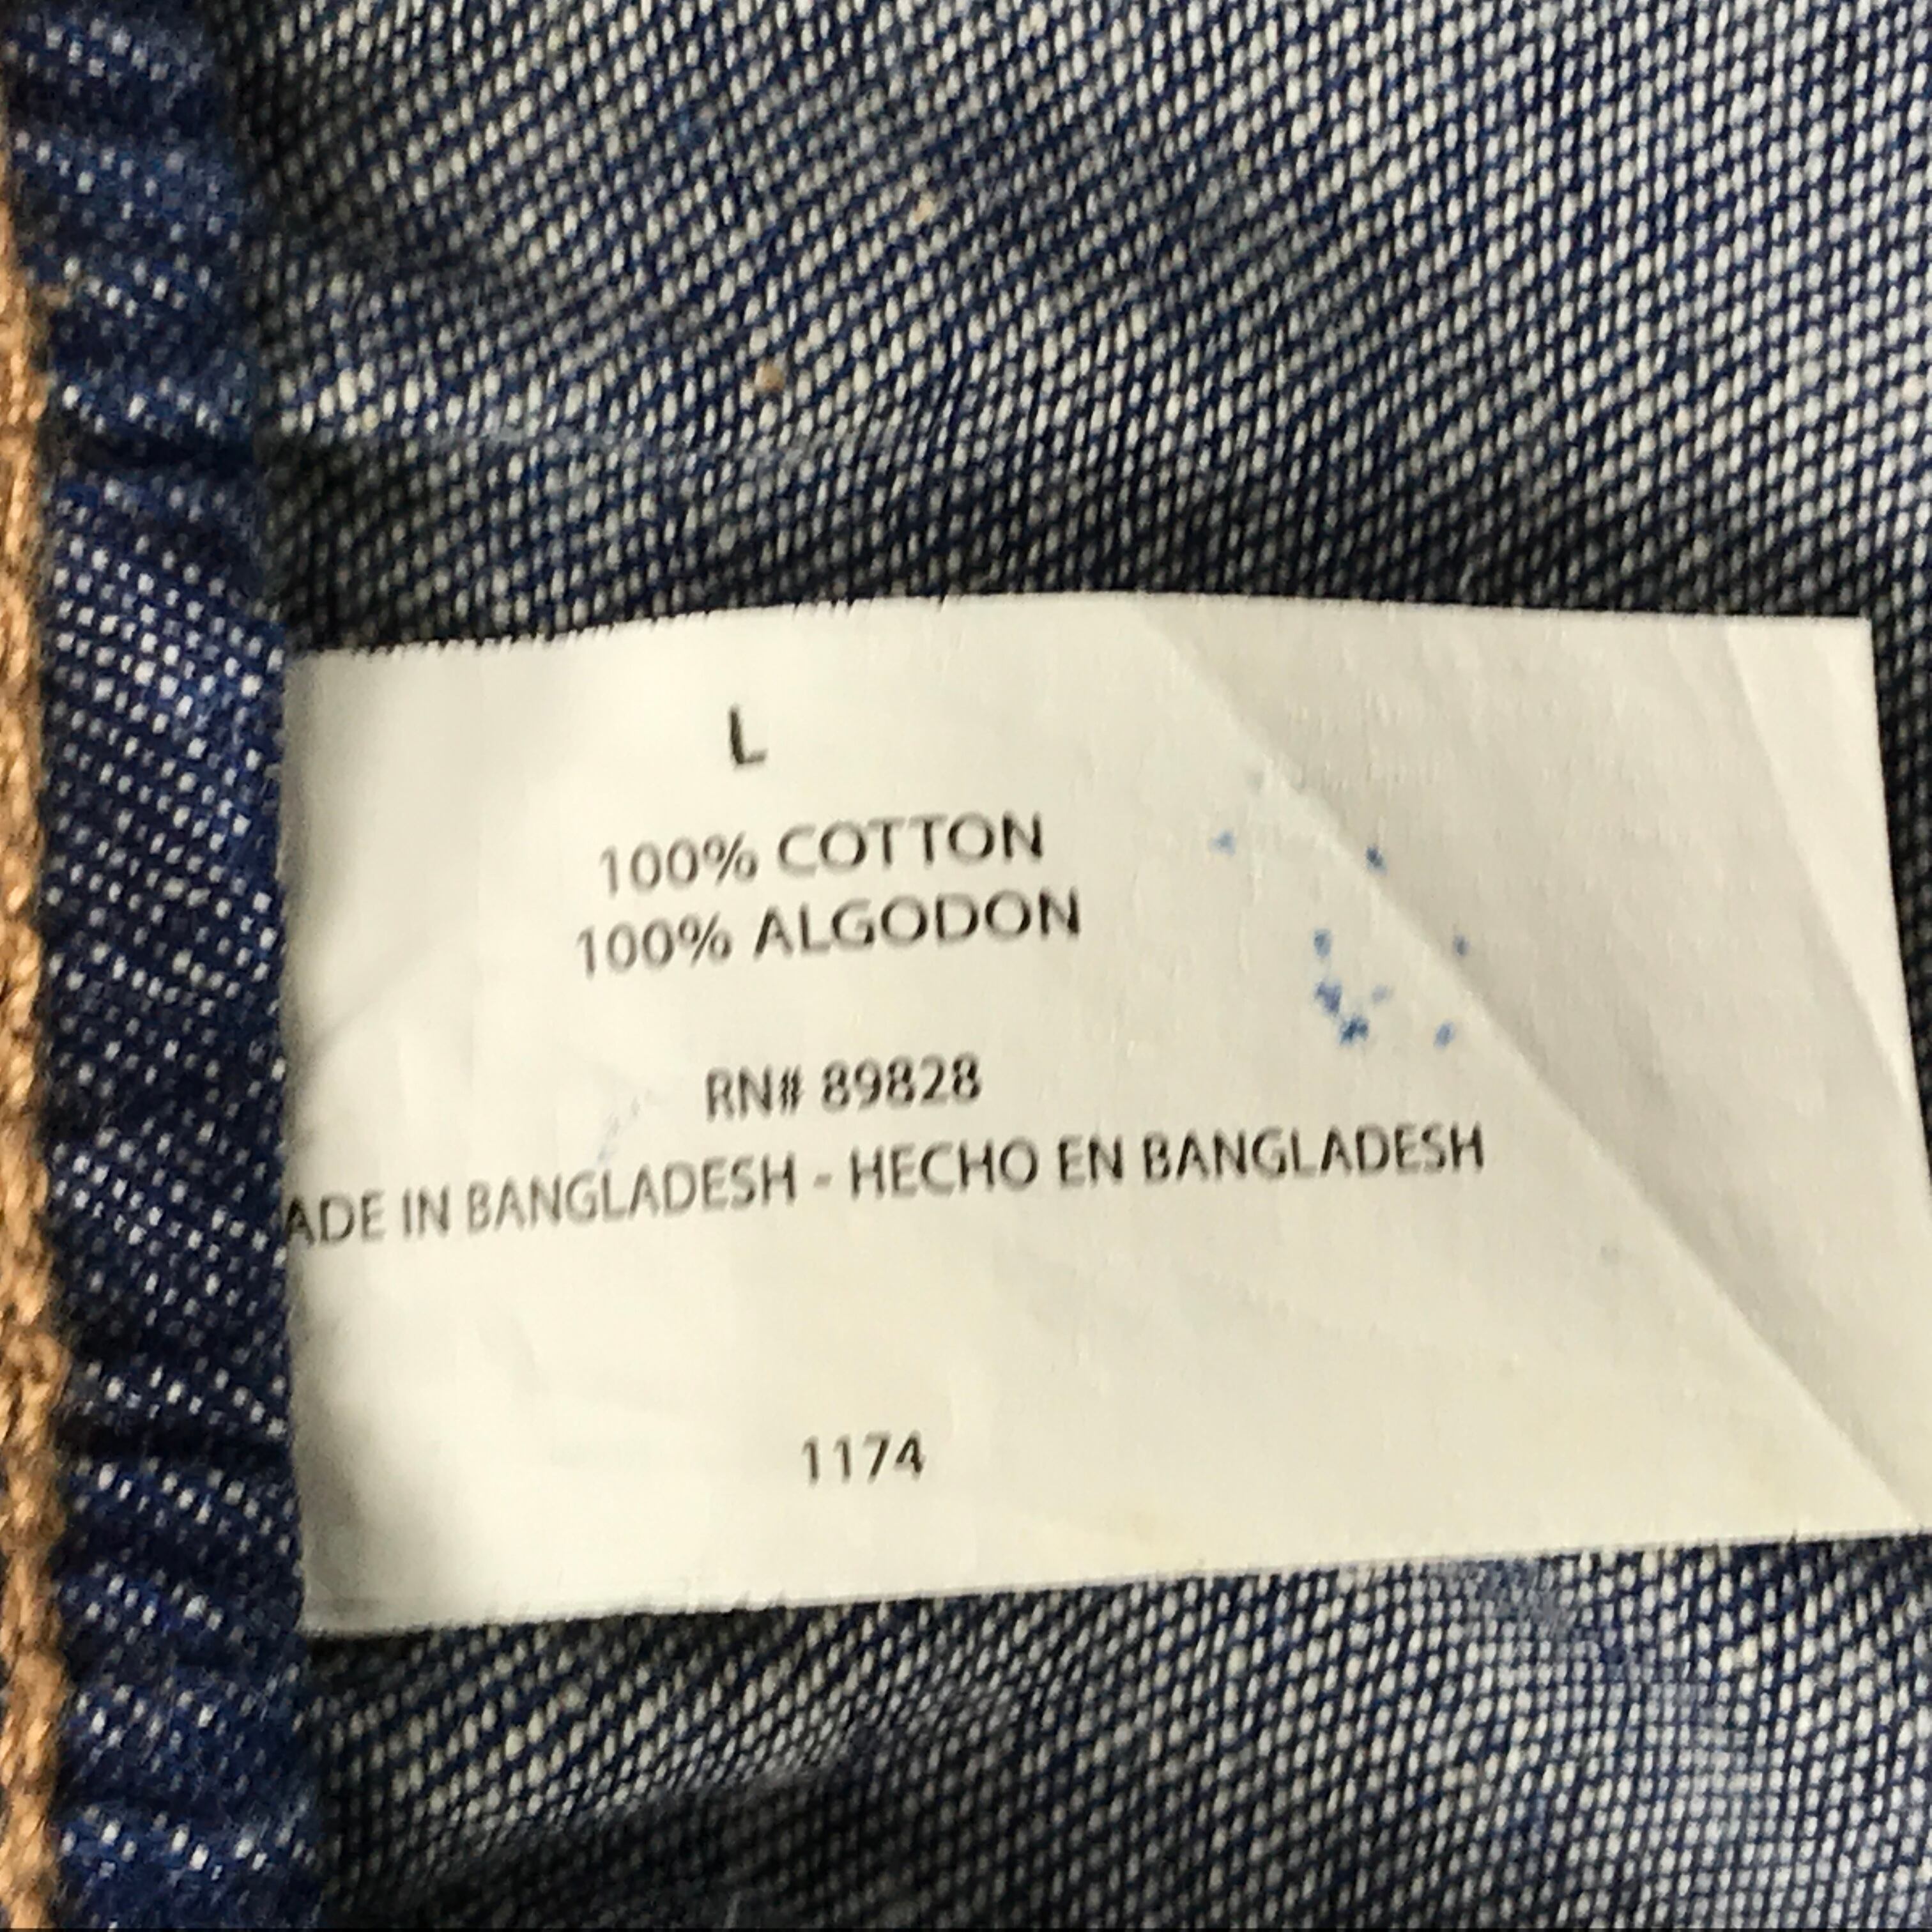 L
100% COTTON
100% ALGODON
RN# 89828
ADE IN BANGLADESH - HECHO EN BANGLADESH
1174